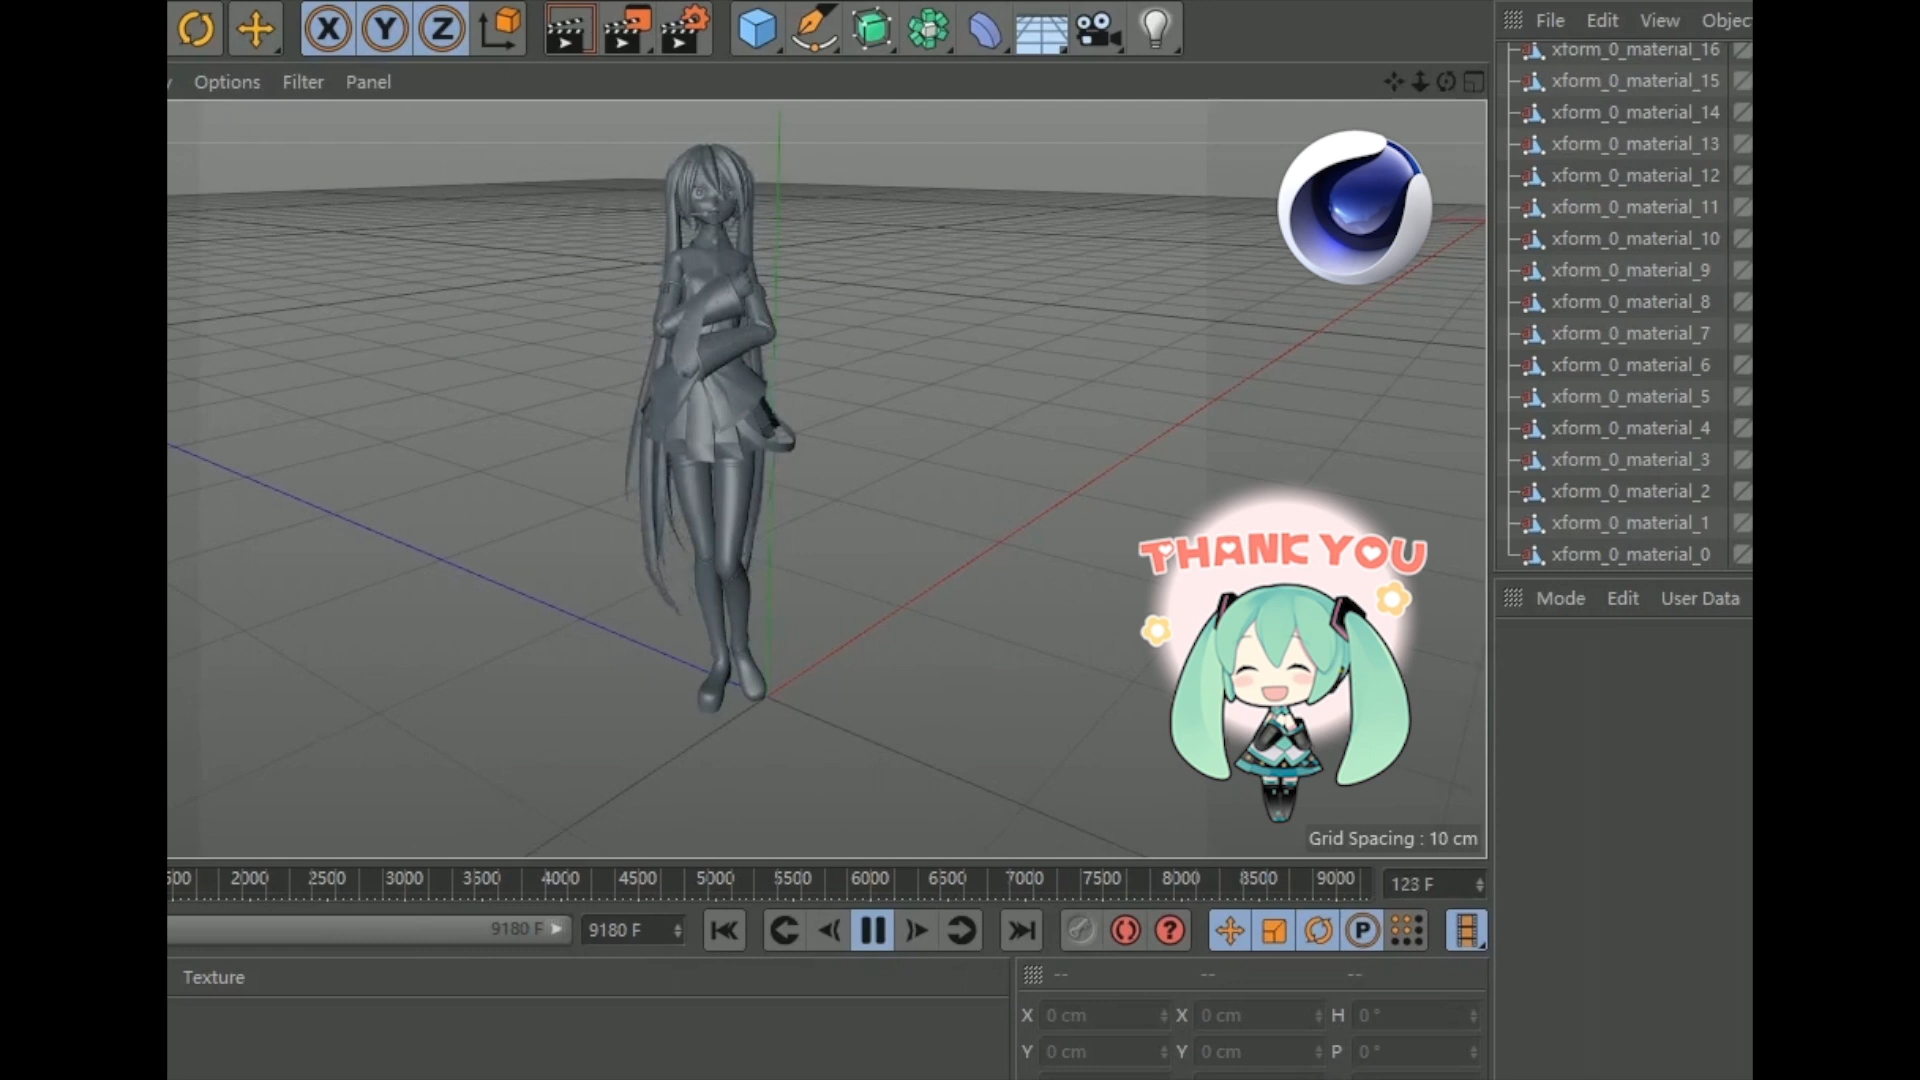 X Y Z
File Edit View Objec
Options Filter Panel
xform_0_material_16
xform_0_material_15
xform_0_material_14
xform_0_material_13
xform_0_material_12
xform_0_material_11
xform_0_material_10
xform_0_material_9
xform_0_material_8
xform_0_material_7
xform_0_material_6
xform_0_material_5
xform_0_material_4
xform_0_material_3
xform_0_material_2
xform_0_material_1
xform_0_material_0
THANK YOU
Mode Edit User Data
Grid Spacing : 10 cm
500 2000 2500 3000 3500 4000 4500 5000 5500 6000 6500 7000 7500 8000 8500 9000 123 F
9180 F 9180 F ? P
Texture
-- -- --
X 0 cm X 0 cm H 0 °
Y 0 cm Y 0 cm P 0 °